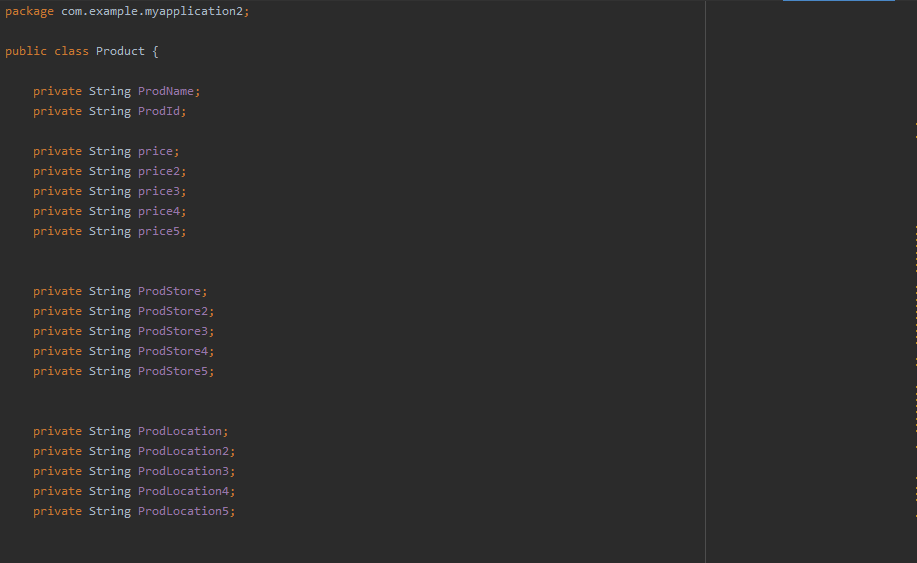 package com.example.myapplication2;
public class Product {
private String ProdName;
private String ProdId;
private String price;
private String price2;
private String price3;
private String price4;
private String price5;
private String ProdStore;
private String ProdStore2;
private String ProdStore3;
private String ProdStore4;
private String ProdStore5;
private String ProdLocation;
private String ProdLocation2;
private String ProdLocation3;
private String ProdLocation4;
private String ProdLocation5;